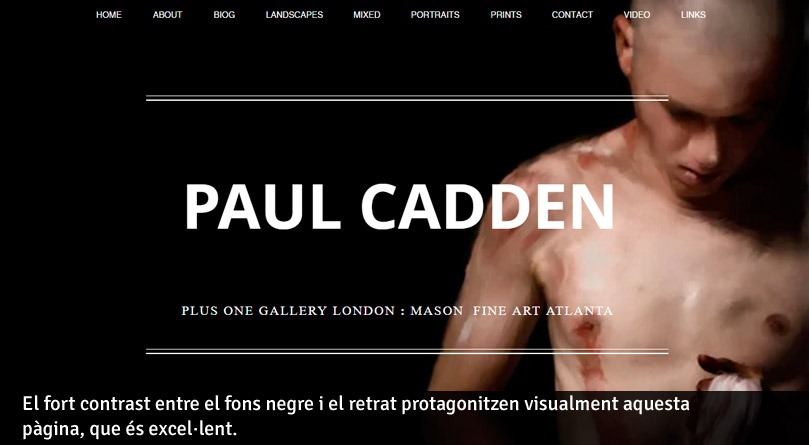 HOME ABOUT BlOG LANDSCAPES MIXED PORTRAITS PRINTS CONTACT VIDEO LINKS
PAUL CADDEN
PLUS ONE GALLERY LONDON : MASON FINE ART ATLANTA
El fort contrast entre el fons negre i el retrat protagonitzen visualment aquesta
pàgina, que és excel·lent.